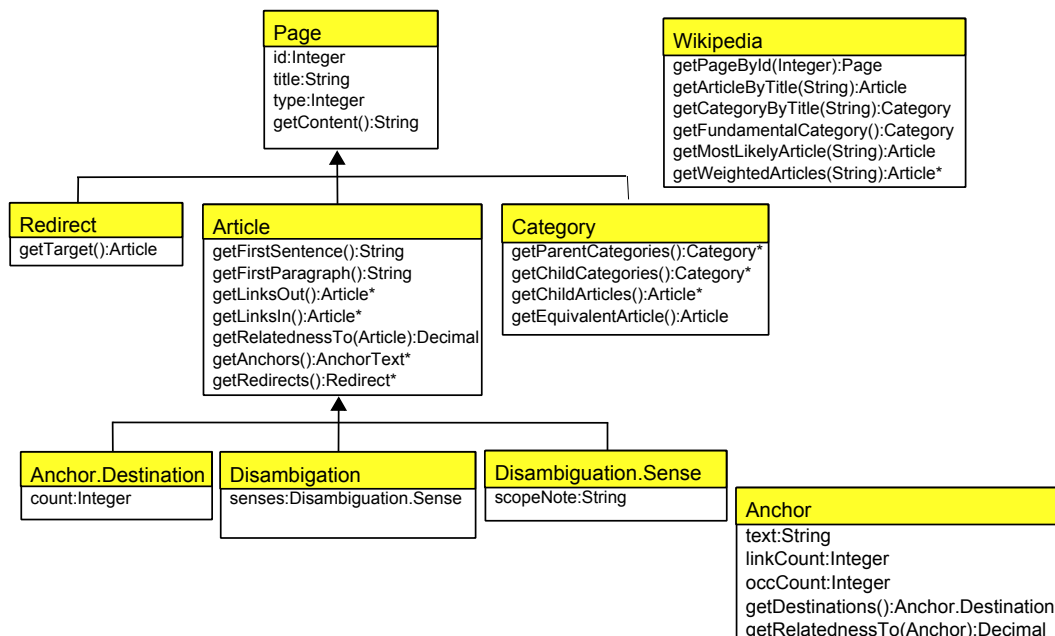 Page
id:Integer
title:String
type:Integer
getContent():String
Wikipedia
getPageById(Integer):Page
getArticleByTitle(String):Article
getCategoryByTitle(String):Category
getFundamentalCategory():Category
getMostLikelyArticle(String):Article
getWeightedArticles(String):Article*
Redirect
getTarget():Article
Article
getFirstSentence():String
getFirstParagraph():String
getLinksOut():Article*
getLinksIn():Article*
getRelatednessTo(Article):Decimal
getAnchors():AnchorText*
getRedirects():Redirect*
Category
getParentCategories():Category*
getChildCategories():Category*
getChildArticles():Article*
getEquivalentArticle():Article
Anchor.Destination
count:Integer
Disambigation
senses:Disambiguation.Sense
Disambiguation.Sense
scopeNote:String
Anchor
text:String
linkCount:Integer
occCount:Integer
getDestinations():Anchor.Destination
getRelatednessTo(Anchor):Decimal